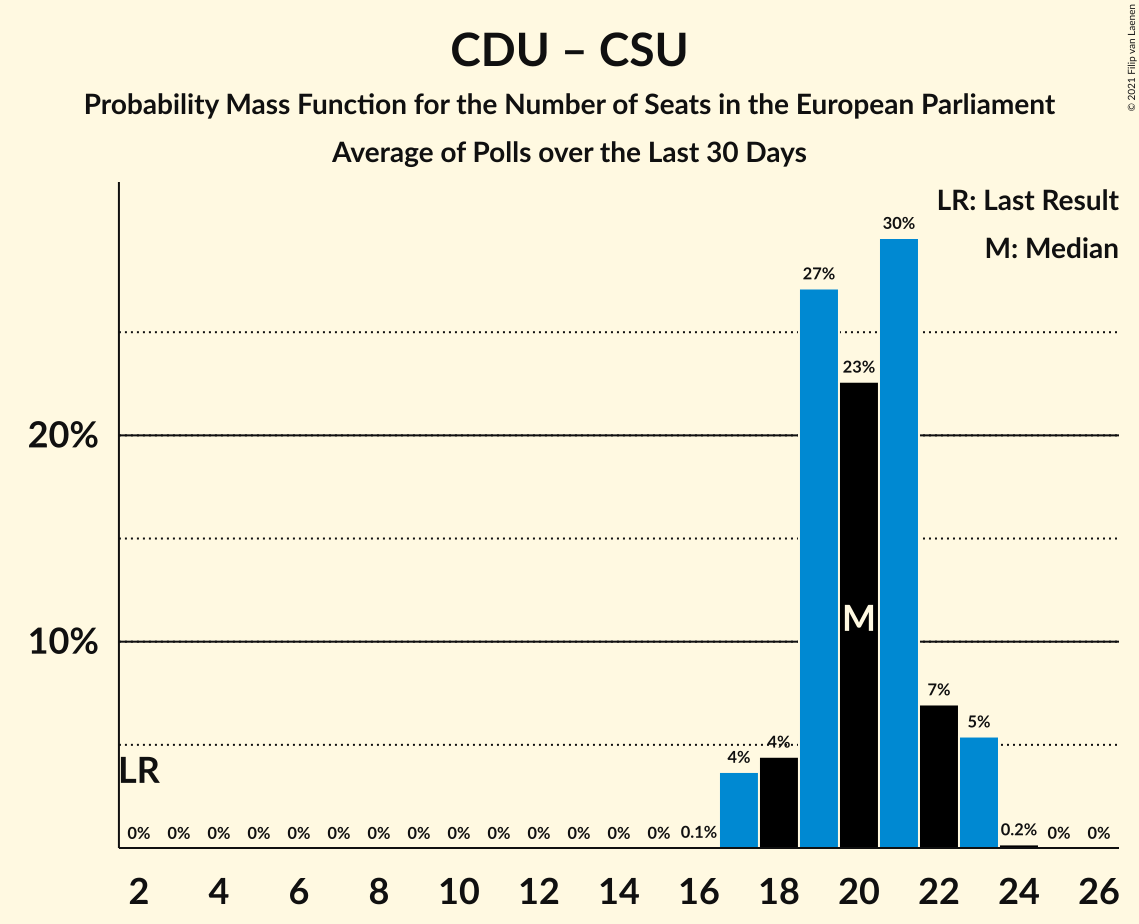 CDU – CSU
Probability Mass Function for the Number of Seats in the European Parliament
Average of Polls over the Last 30 Days
© 2021 Filip van Laenen
LR: Last Result
M: Median
30%
27%
23%
20%
10%
M
7%
5%
4%
4%
LR
0% 0% 0% 0% 0% 0% 0% 0% 0% 0% 0% 0% 0% 0% 0.1% 0.2% 0% 0%
2 4 6 8 10 12 14 16 18 20 22 24 26